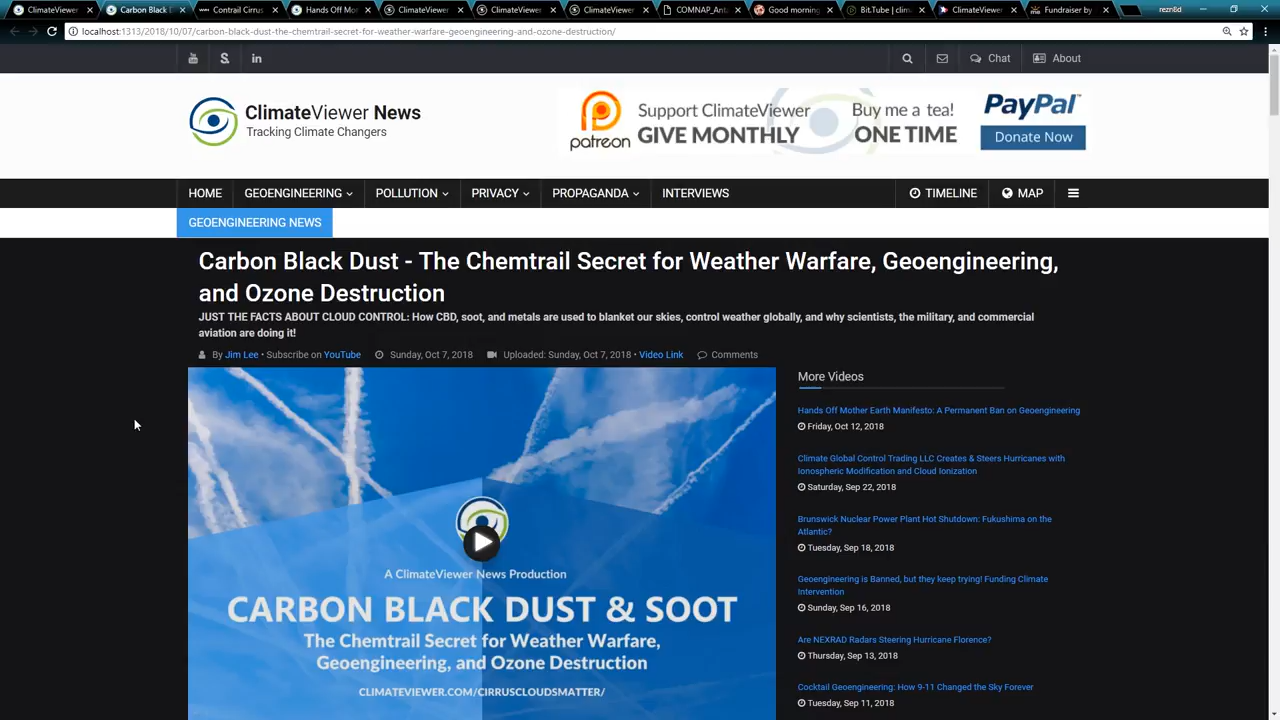 ClimateViewer
Carbon Black D
Contrail Cirrus
Hands Off Mo
ClimateViewer
ClimateViewer
ClimateViewer
COMNAP_Anta
Good morning
Bit.Tube | clim
ClimateViewer
Fundraiser by
rezn8d
localhost:1313/2018/10/07/carbon-black-dust-the-chemtrail-secret-for-weather-warfare-geoengineering-and-ozone-destruction/
Chat
About
ClimateViewer News
Tracking Climate Changers
patreon
Support ClimateViewer
GIVE MONTHLY
Buy me a tea!
ONE TIME
PayPal™
Donate Now
HOME
GEOENGINEERING
POLLUTION
PRIVACY
PROPAGANDA
INTERVIEWS
TIMELINE
MAP
GEOENGINEERING NEWS
Carbon Black Dust - The Chemtrail Secret for Weather Warfare, Geoengineering,
and Ozone Destruction
JUST THE FACTS ABOUT CLOUD CONTROL: How CBD, soot, and metals are used to blanket our skies, control weather globally, and why scientists, the military, and commercial
aviation are doing it!
By Jim Lee • Subscribe on YouTube
Sunday, Oct 7, 2018
Uploaded: Sunday, Oct 7, 2018 • Video Link
Comments
A ClimateViewer News Production
CARBON BLACK DUST & SOOT
The Chemtrail Secret for Weather Warfare,
Geoengineering, and Ozone Destruction
CLIMATEVIEWER.COM/CIRRUSCLOUDSMATTER/
More Videos
Hands Off Mother Earth Manifesto: A Permanent Ban on Geoengineering
Friday, Oct 12, 2018
Climate Global Control Trading LLC Creates & Steers Hurricanes with
Ionospheric Modification and Cloud Ionization
Saturday, Sep 22, 2018
Brunswick Nuclear Power Plant Hot Shutdown: Fukushima on the
Atlantic?
Tuesday, Sep 18, 2018
Geoengineering is Banned, but they keep trying! Funding Climate
Intervention
Sunday, Sep 16, 2018
Are NEXRAD Radars Steering Hurricane Florence?
Thursday, Sep 13, 2018
Cocktail Geoengineering: How 9-11 Changed the Sky Forever
Tuesday, Sep 11, 2018